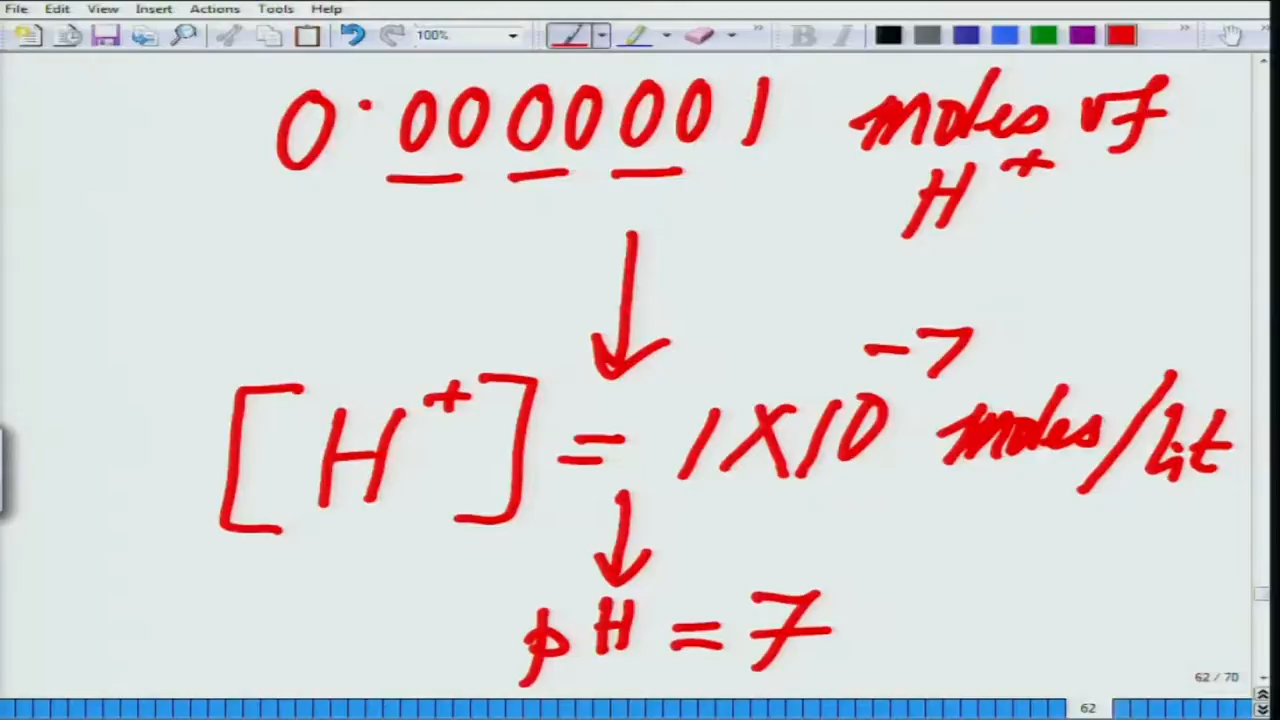 File Edit View Insert Actions Tools Help
100%
B I
0.0000001 moles of
H+
[H+] = 1X10-7 moles/lit
pH = 7
62 / 70
62